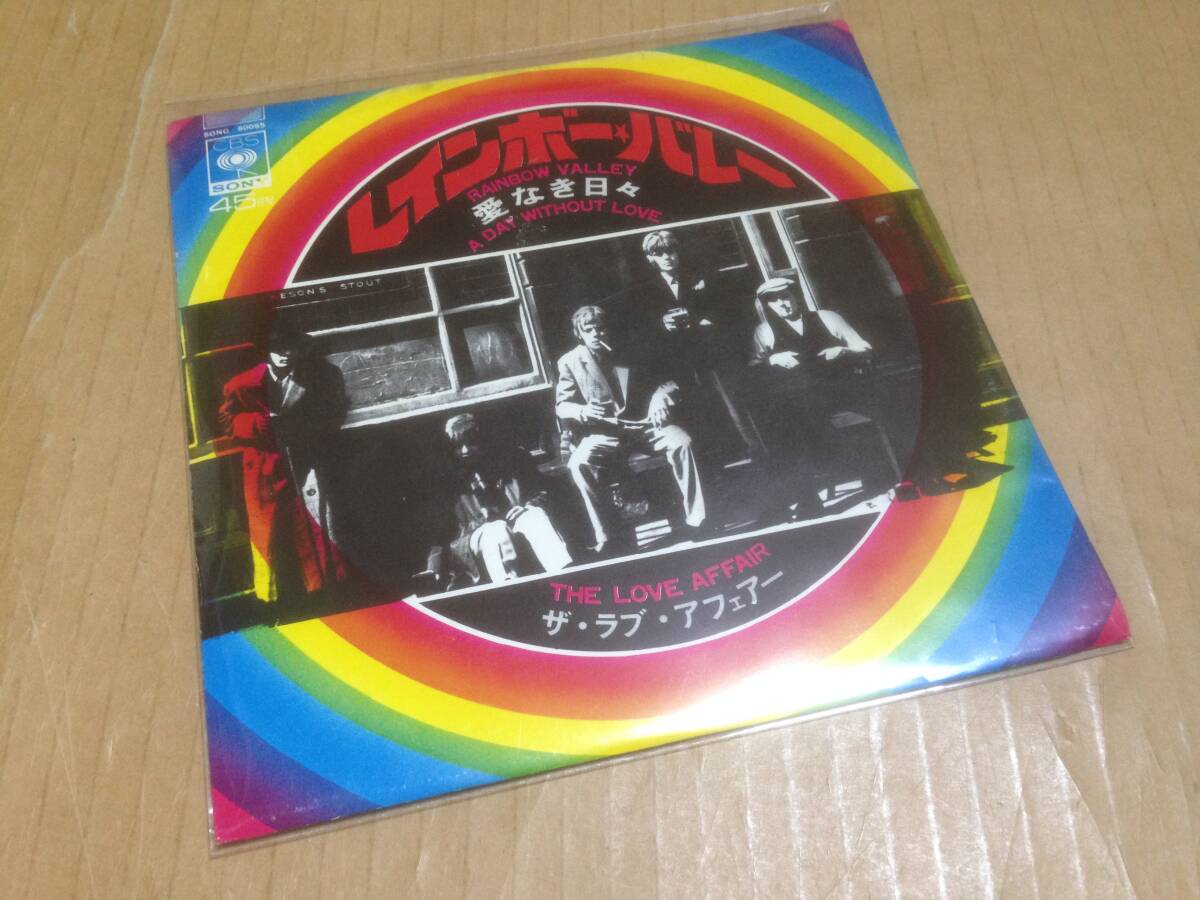 SONG 80055
CBS
SONY
45
レインボー★バレー
RAINBOW VALLEY
愛なき日々
A DAY WITHOUT LOVE
ESONS STOUT
THE LOVE AFFAIR
ザ・ラブ・アフェアー